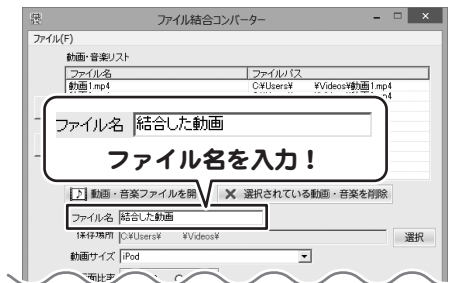 ファイル結合コンバーター
ファイル(F)
動画・音楽リスト
ファイル名 ファイルパス
動画1.mp4 C:¥Users¥ ¥Videos¥動画1.mp4
ファイル名 結合した動画
ファイル名を入力!
動画・音楽ファイルを開 選択されている動画・音楽を削除
ファイル名 結合した動画
保存場所 C:¥Users¥ ¥Videos¥ 選択
動画サイズ iPod
画面比率